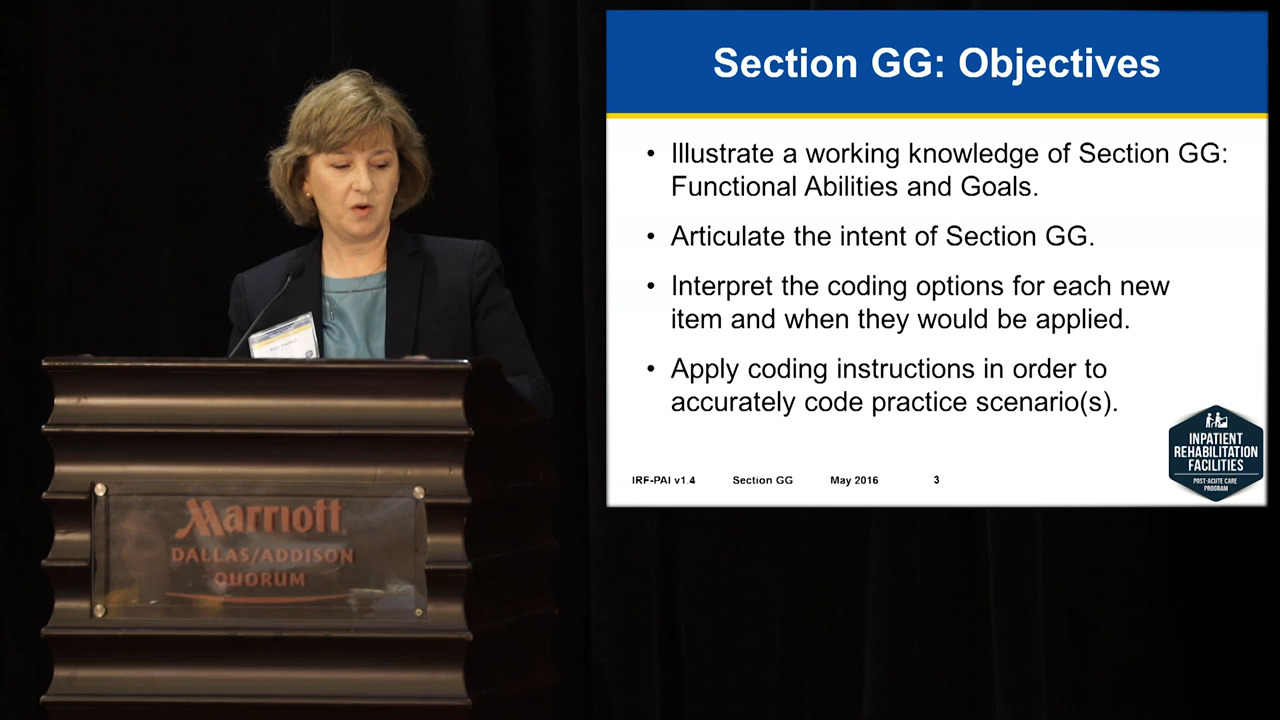 Section GG: Objectives
• Illustrate a working knowledge of Section GG:
Functional Abilities and Goals.
• Articulate the intent of Section GG.
• Interpret the coding options for each new
item and when they would be applied.
• Apply coding instructions in order to
accurately code practice scenario(s).
IRF-PAI v1.4 Section GG May 2016 3
INPATIENT
REHABILITATION
FACILITIES
POST-ACUTE CARE
PROGRAM
Marriott
DALLAS/ADDISON
QUORUM